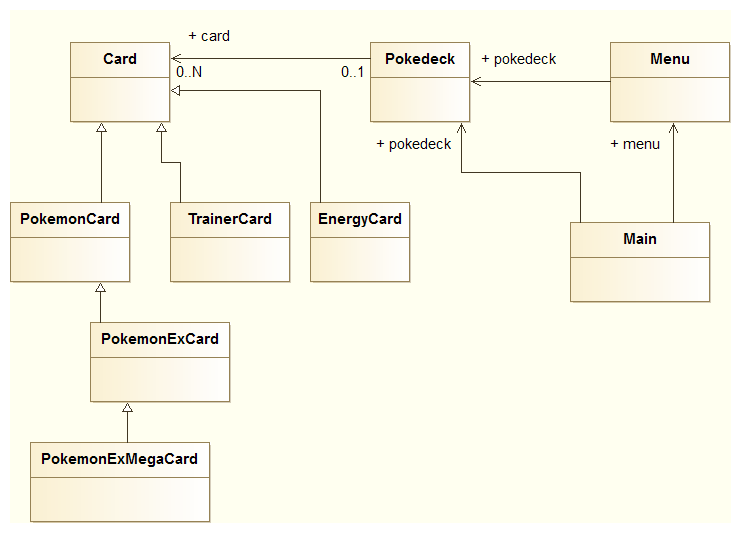 + card
Card
Pokedeck
+ pokedeck
Menu
0..N
0..1
+ pokedeck
+ menu
PokemonCard
TrainerCard
EnergyCard
Main
PokemonExCard
PokemonExMegaCard